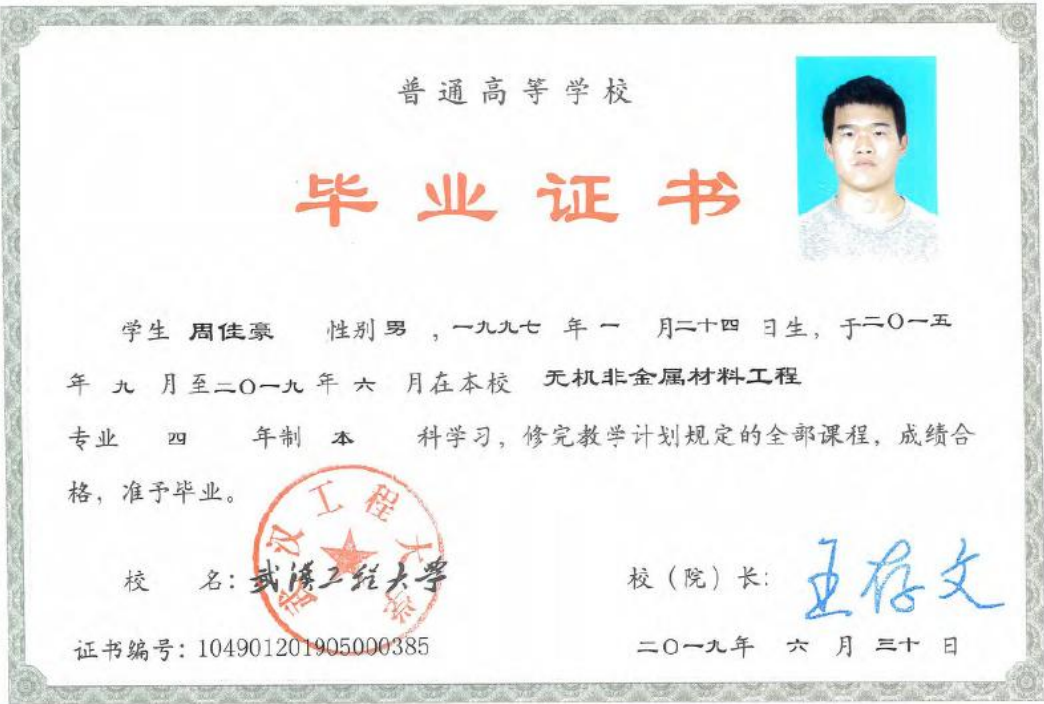 普通高等学校
毕业证书
学生 周佳豪 性别 男 ，一九九七 年 一 月二十四 日生，于二〇一五
年 九 月至二〇一九 年 六 月在本校 无机非金属材料工程
专业 四 年制 本 科学习，修完教学计划规定的全部课程，成绩合
格，准予毕业。
武汉工程大学
校 名：武漢工程大学
校（院）长：王存文
证书编号：104901201905000385
二〇一九年 六 月 三十 日